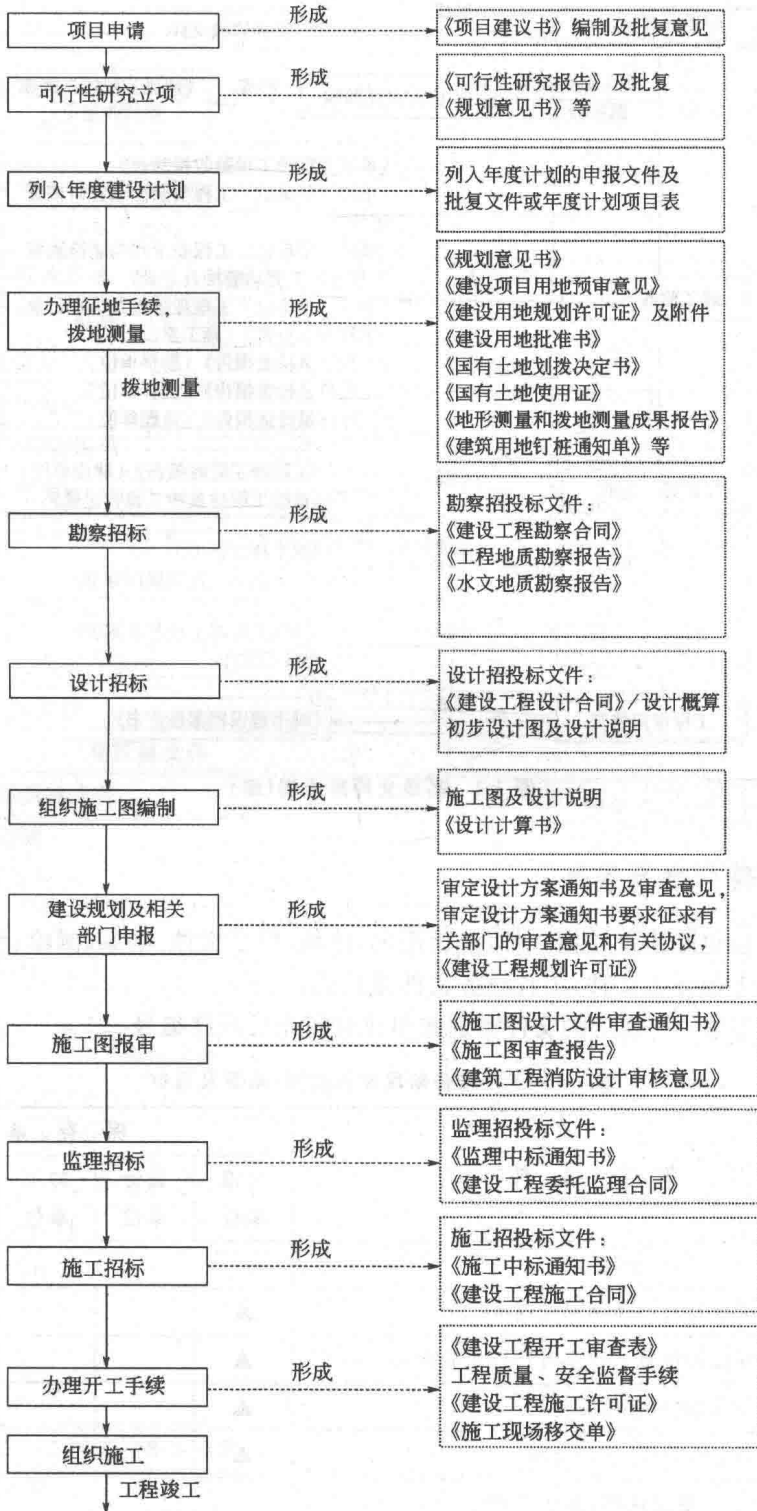 项目申请
形成
《项目建议书》编制及批复意见
可行性研究立项
形成
《可行性研究报告》及批复
《规划意见书》等
列入年度建设计划
形成
列入年度计划的申报文件及
批复文件或年度计划项目表
办理征地手续,
拨地测量
拨地测量
形成
《规划意见书》
《建设项目用地预审意见》
《建设用地规划许可证》及附件
《建设用地批准书》
《国有土地划拨决定书》
《国有土地使用证》
《地形测量和拨地测量成果报告》
《建筑用地钉桩通知单》等
勘察招标
形成
勘察招投标文件：
《建设工程勘察合同》
《工程地质勘察报告》
《水文地质勘察报告》
设计招标
形成
设计招投标文件：
《建设工程设计合同》/设计概算
初步设计图及设计说明
组织施工图编制
形成
施工图及设计说明
《设计计算书》
建设规划及相关
部门申报
形成
审定设计方案通知书及审查意见，
审定设计方案通知书要求征求有
关部门的审查意见和有关协议，
《建设工程规划许可证》
施工图报审
形成
《施工图设计文件审查通知书》
《施工图审查报告》
《建筑工程消防设计审核意见》
监理招标
形成
监理招投标文件：
《监理中标通知书》
《建设工程委托监理合同》
施工招标
形成
施工招投标文件：
《施工中标通知书》
《建设工程施工合同》
办理开工手续
形成
《建设工程开工审查表》
工程质量、安全监督手续
《建设工程施工许可证》
《施工现场移交单》
组织施工
工程竣工